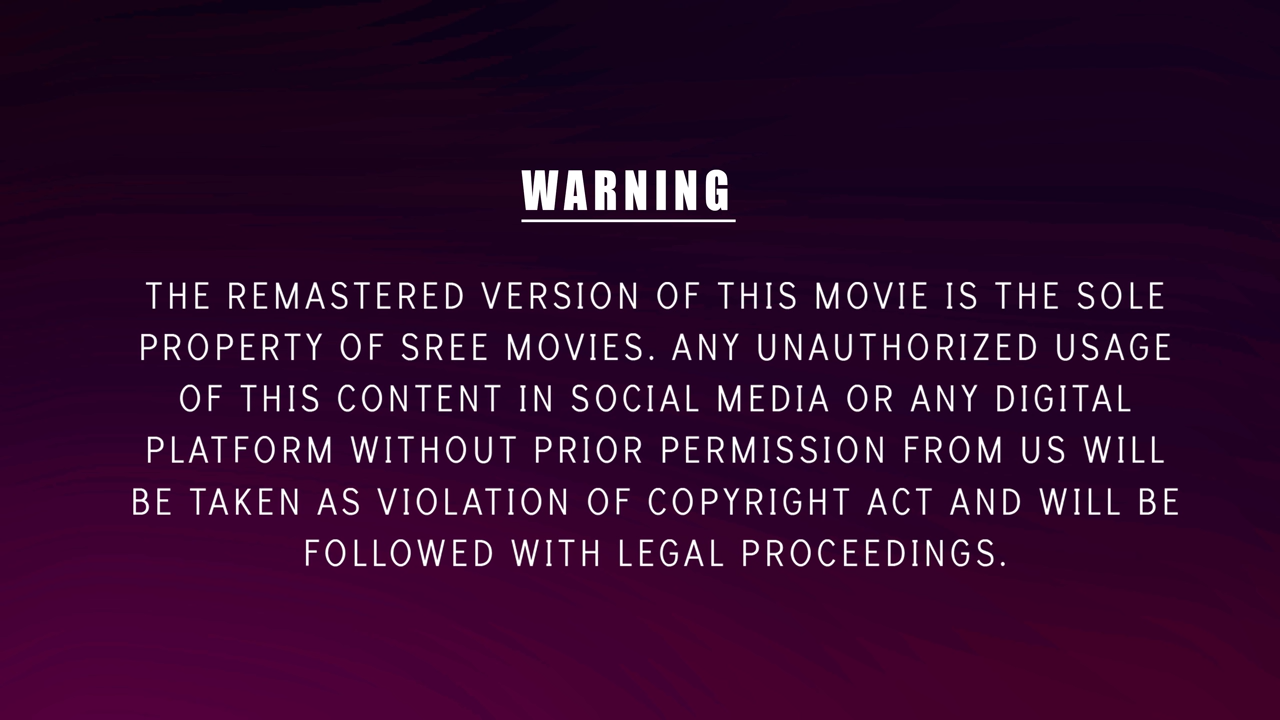 WARNING
THE REMASTERED VERSION OF THIS MOVIE IS THE SOLE
PROPERTY OF SREE MOVIES. ANY UNAUTHORIZED USAGE
OF THIS CONTENT IN SOCIAL MEDIA OR ANY DIGITAL
PLATFORM WITHOUT PRIOR PERMISSION FROM US WILL
BE TAKEN AS VIOLATION OF COPYRIGHT ACT AND WILL BE
FOLLOWED WITH LEGAL PROCEEDINGS.